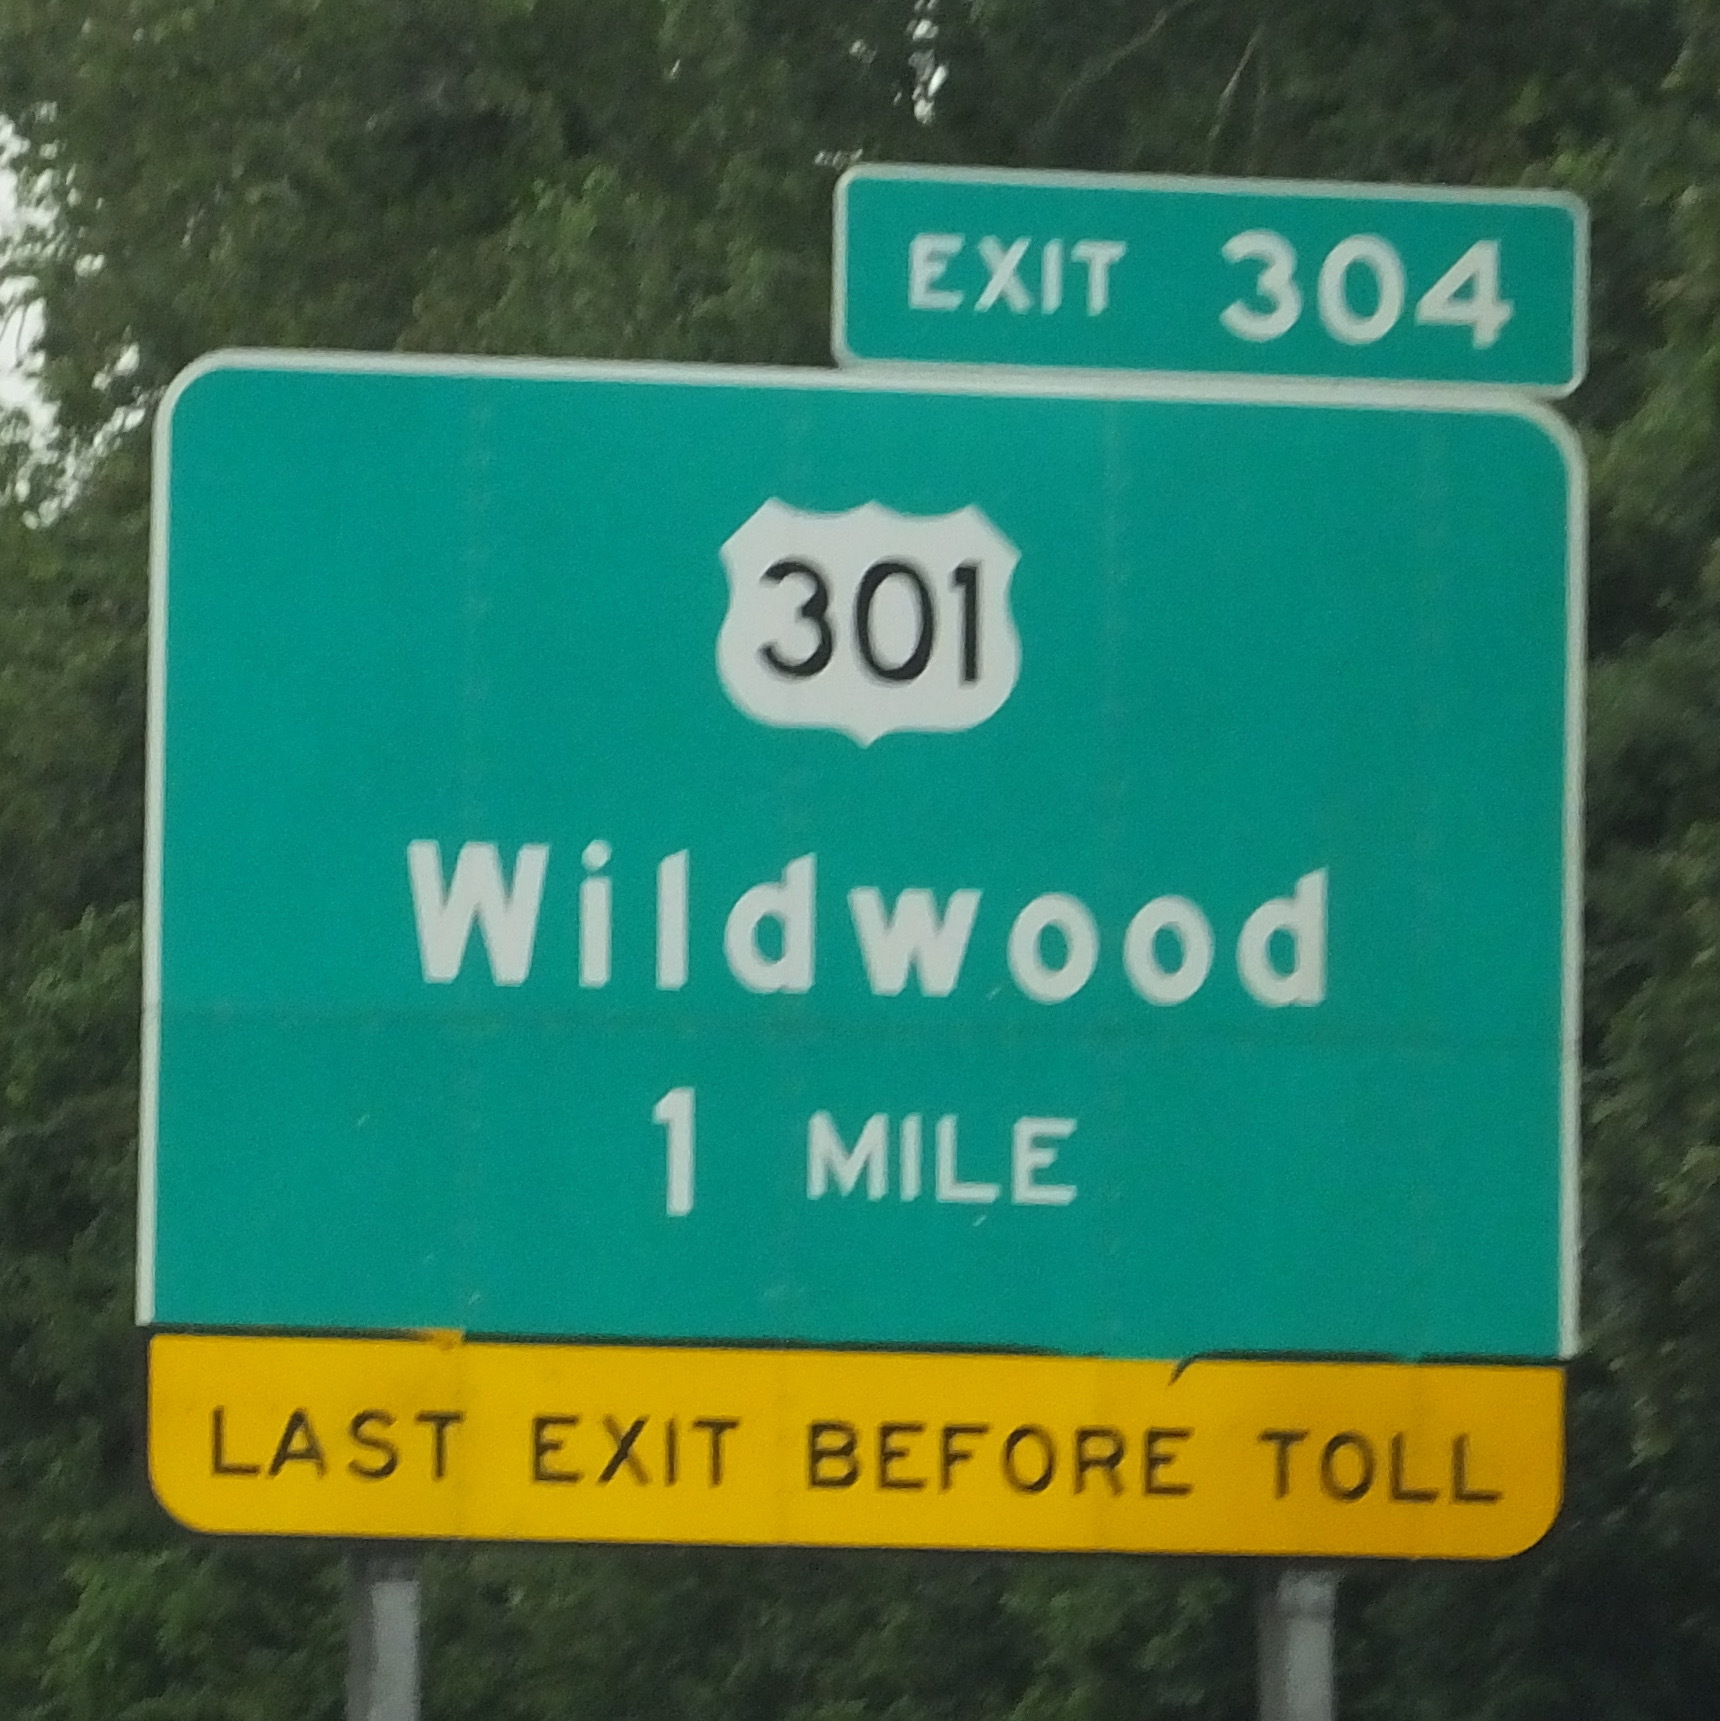 EXIT 304
301
Wildwood
1 MILE
LAST EXIT BEFORE TOLL